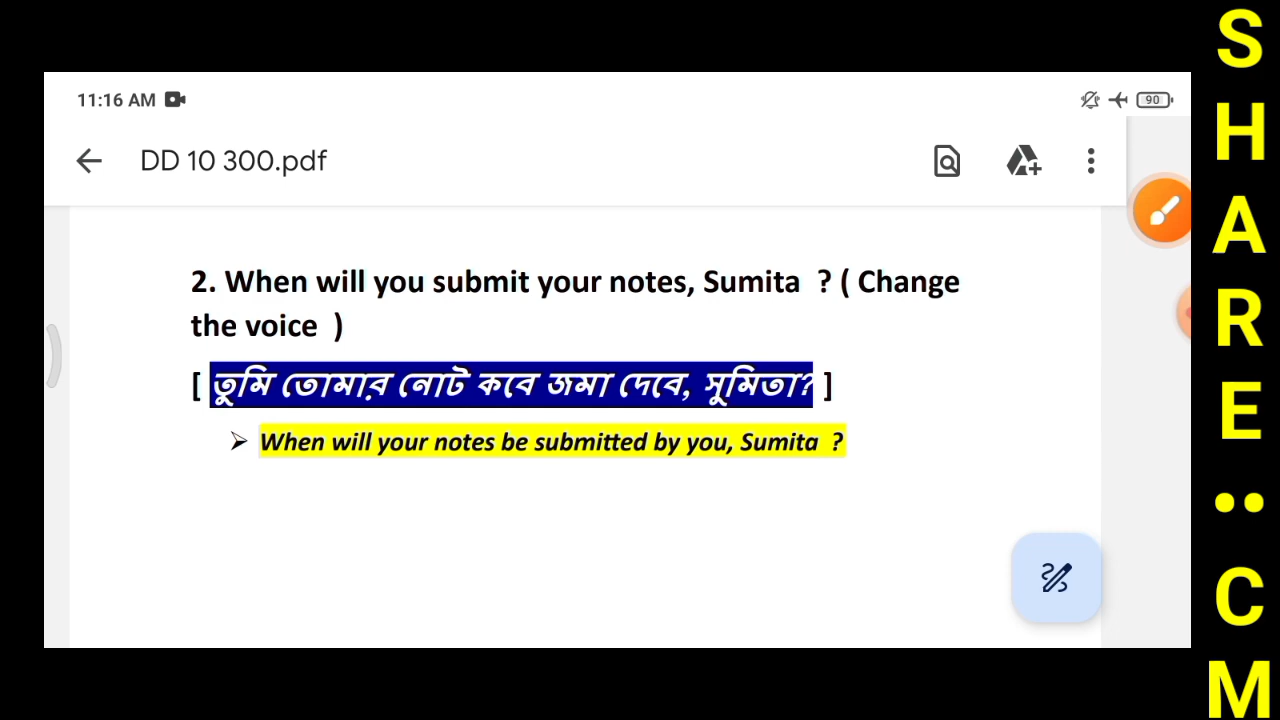 11:16 AM
90
DD 10 300.pdf
2. When will you submit your notes, Sumita ? ( Change
the voice )
[ তুমি তোমার নোট কবে জমা দেবে, সুমিতা? ]
➢ When will your notes be submitted by you, Sumita ?
S
H
A
R
E
••
C
M